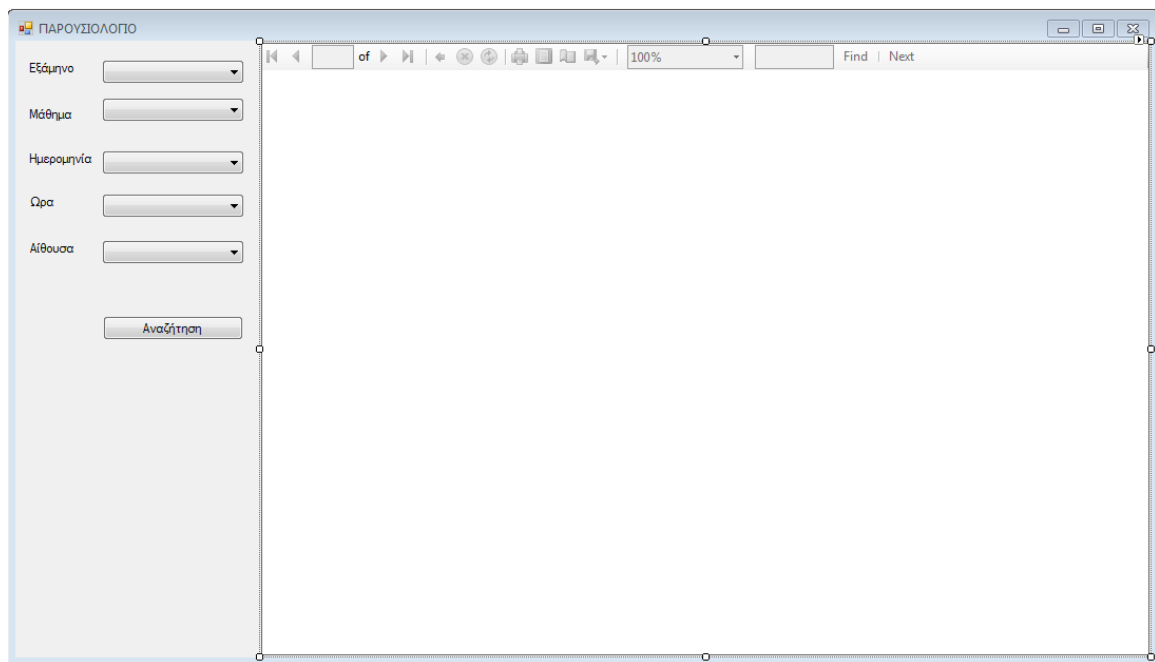 ΠΑΡΟΥΣΙΟΛΟΓΙΟ
of 100% Find Next
Εξάμηνο
Μάθημα
Ημερομηνία
Ωρα
Αίθουσα
Αναζήτηση